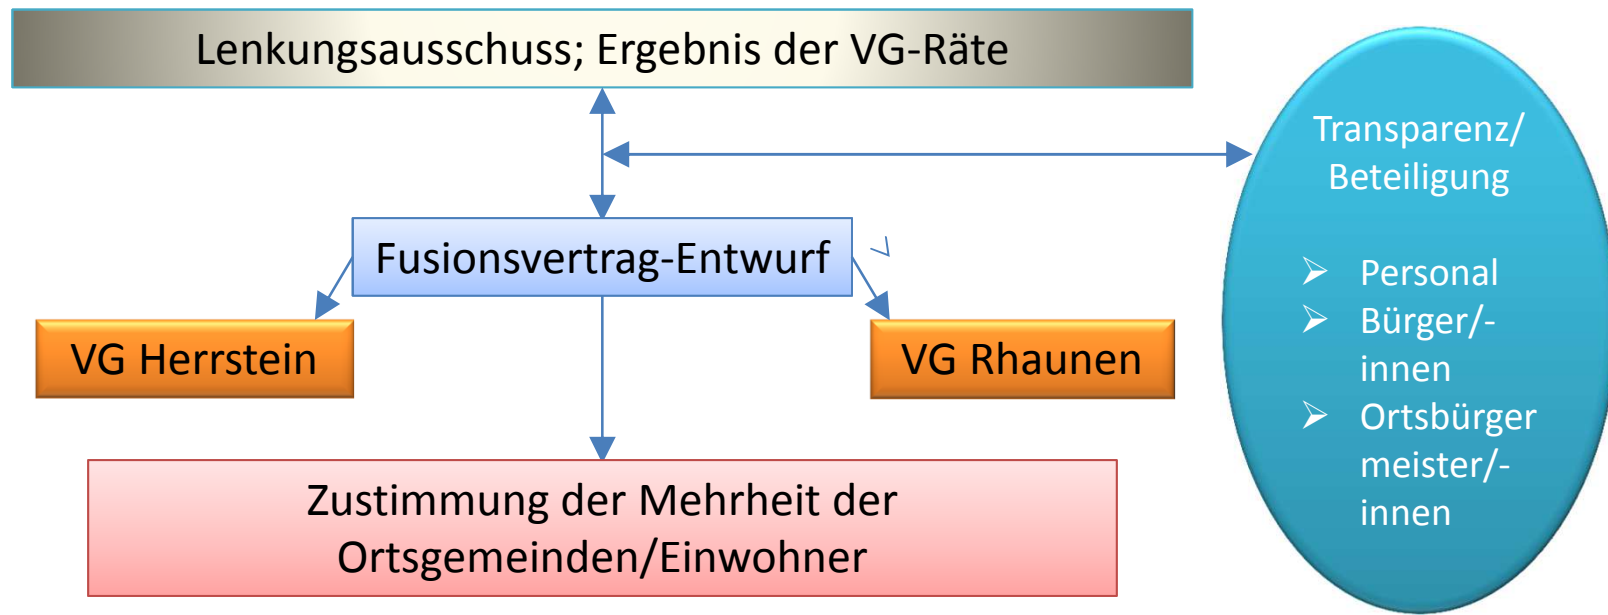 Lenkungsausschuss; Ergebnis der VG-Räte
Transparenz/
Beteiligung
Fusionsvertrag-Entwurf
VG Herrstein
VG Rhaunen
Personal
Bürger/-
innen
Ortsbürger
meister/-
innen
Zustimmung der Mehrheit der
Ortsgemeinden/Einwohner